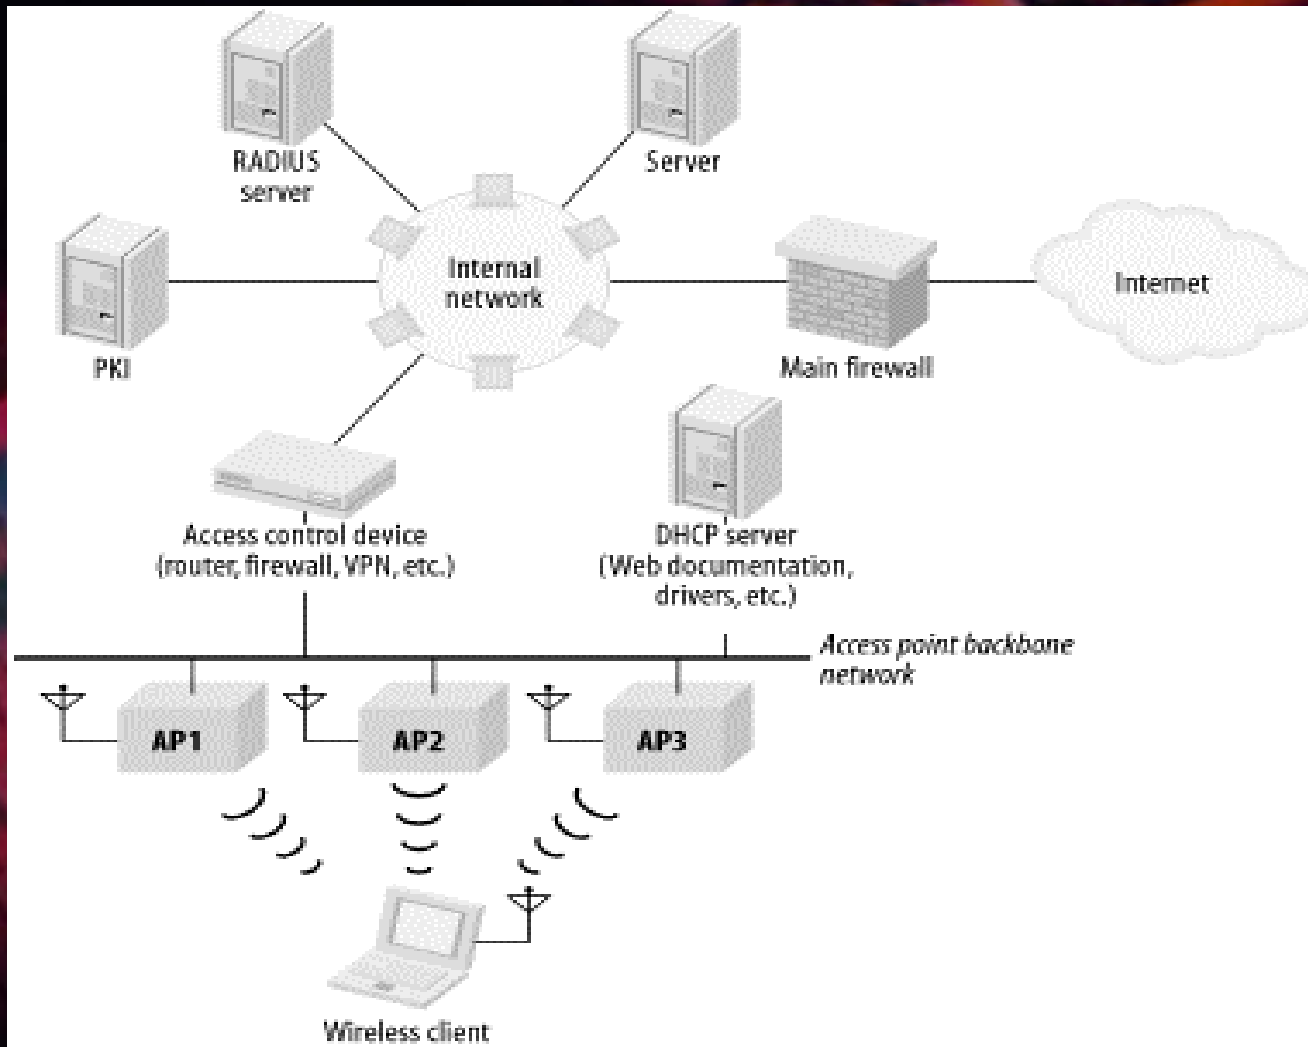 RADIUS
server
Server
Internal
network
Internet
PKI
Main firewall
Access control device
(router, firewall, VPN, etc.)
DHCP server
(Web documentation,
drivers, etc.)
Access point backbone
network
AP1
AP2
AP3
Wireless client